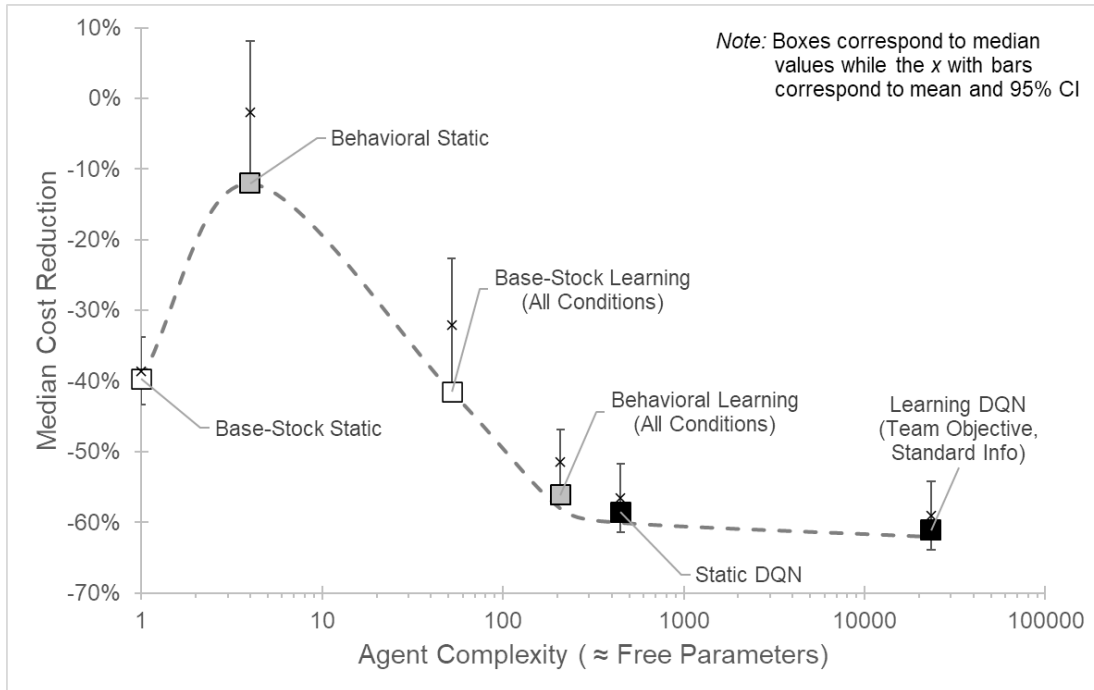 Note: Boxes correspond to median
values while the x with bars
correspond to mean and 95% CI
10%
0%
-10%
-20%
-30%
-40%
-50%
-60%
-70%
Median Cost Reduction
Behavioral Static
Base-Stock Learning
(All Conditions)
Base-Stock Static
Behavioral Learning
(All Conditions)
Learning DQN
(Team Objective,
Standard Info)
Static DQN
1
10
100
1000
10000
100000
Agent Complexity ( ≈ Free Parameters)